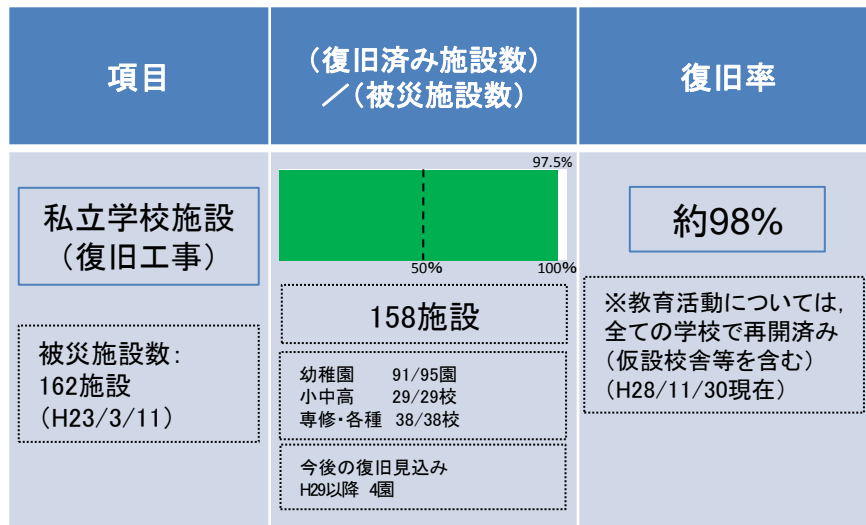 項目
(復旧済み施設数)
/(被災施設数)
復旧率
私立学校施設
(復旧工事)
被災施設数:
162施設
(H23/3/11)
97.5%
50%
100%
158施設
幼稚園 91/95園
小中高 29/29校
専修・各種 38/38校
今後の復旧見込み
H29以降 4園
約98%
※教育活動については,
全ての学校で再開済み
(仮設校舎等を含む)
(H28/11/30現在)